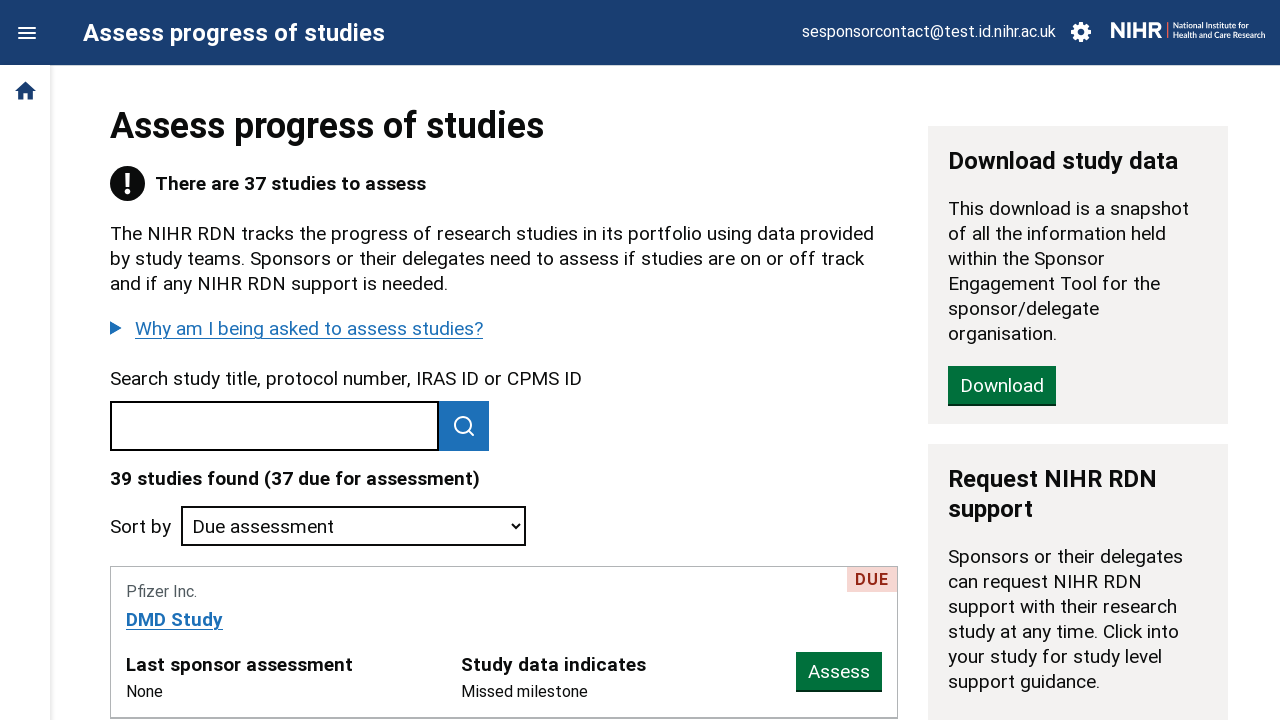 Assess progress of studies
sesponsorcontact@test.id.nihr.ac.uk
NIHR
National Institute for
Health and Care Research
Assess progress of studies
There are 37 studies to assess
The NIHR RDN tracks the progress of research studies in its portfolio using data provided
by study teams. Sponsors or their delegates need to assess if studies are on or off track
and if any NIHR RDN support is needed.
Why am I being asked to assess studies?
Search study title, protocol number, IRAS ID or CPMS ID
39 studies found (37 due for assessment)
Sort by
Due assessment
DUE
Pfizer Inc.
DMD Study
Last sponsor assessment
None
Study data indicates
Missed milestone
Assess
Download study data
This download is a snapshot
of all the information held
within the Sponsor
Engagement Tool for the
sponsor/delegate
organisation.
Download
Request NIHR RDN
support
Sponsors or their delegates
can request NIHR RDN
support with their research
study at any time. Click into
your study for study level
support guidance.